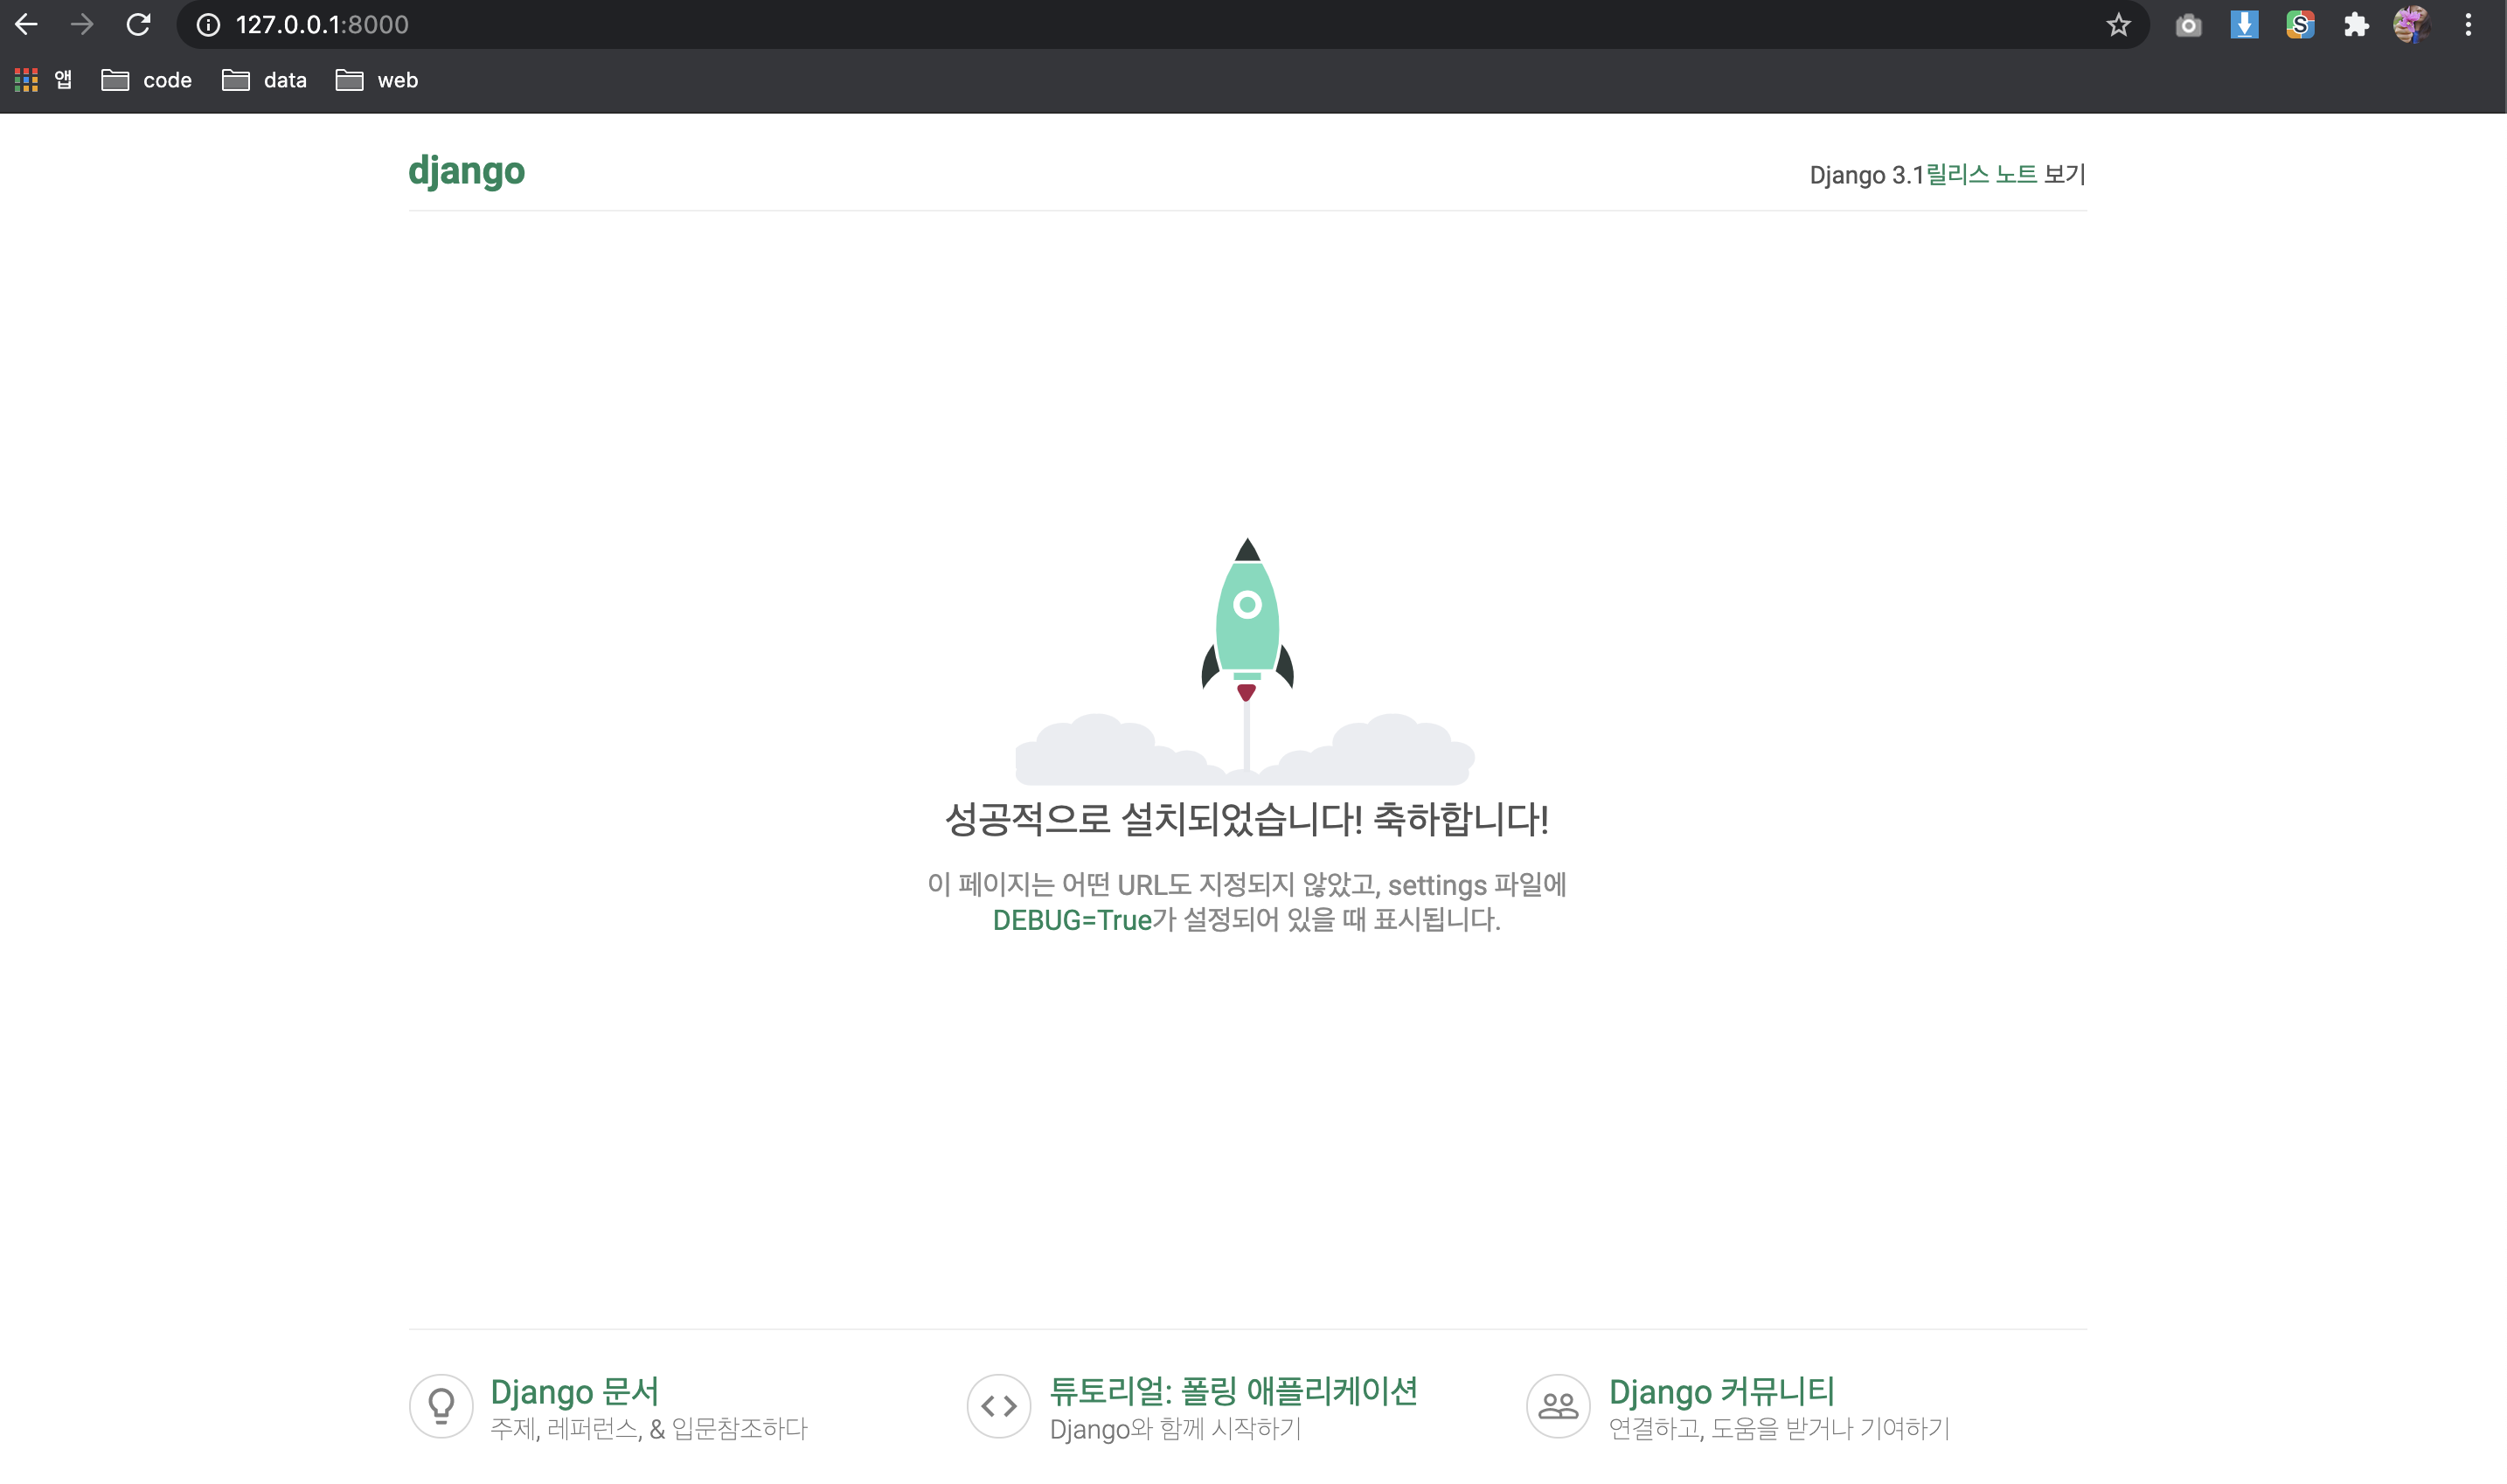 127.0.0.1:8000
앱 code data web
django
Django 3.1릴리스 노트 보기
성공적으로 설치되었습니다! 축하합니다!
이 페이지는 어떤 URL도 지정되지 않았고, settings 파일에
DEBUG=True가 설정되어 있을 때 표시됩니다.
Django 문서
주제, 레퍼런스, & 입문참조하다
튜토리얼: 폴링 애플리케이션
Django와 함께 시작하기
Django 커뮤니티
연결하고, 도움을 받거나 기여하기